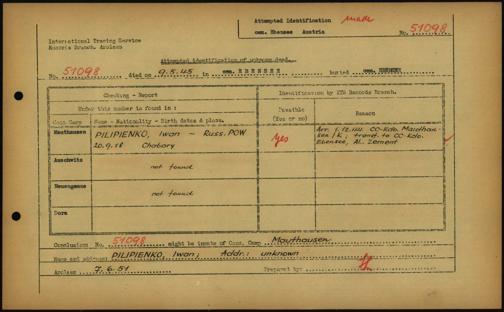 Attempted Identification made
cem. Ebensee Austria No. 51098
International Tracing Service
Records Branch, Arolsen
Attempted identification of unknown dead.
No. 51098 died on 9.5.45 in cem. EBENSEE buried cem. EBENSEE
Checking - Report
Under this number is found in :
Identification by ITS Records Branch.
Conc Camp Name - Nationality - Birth dates & place.
Possible (Yes or no)
Reason
Mauthausen PILIPIENKO, Iwan ~ Russ. POW
20.9.18 Chobory
Yes
Arr. 1.12.44 CC-Kdo. Mauthau-
sen /K ; transf. to CC-Kdo.
Ebensee, Al. Zement
Auschwitz not found
Neuengamme not found
Dora
Conclusion No. 51098 might be inmate of Conc. Camp Mauthausen
Name and address: PILIPIENKO, Iwan; Addr.: unknown
Arolsen 7.6.51 Prepared by: